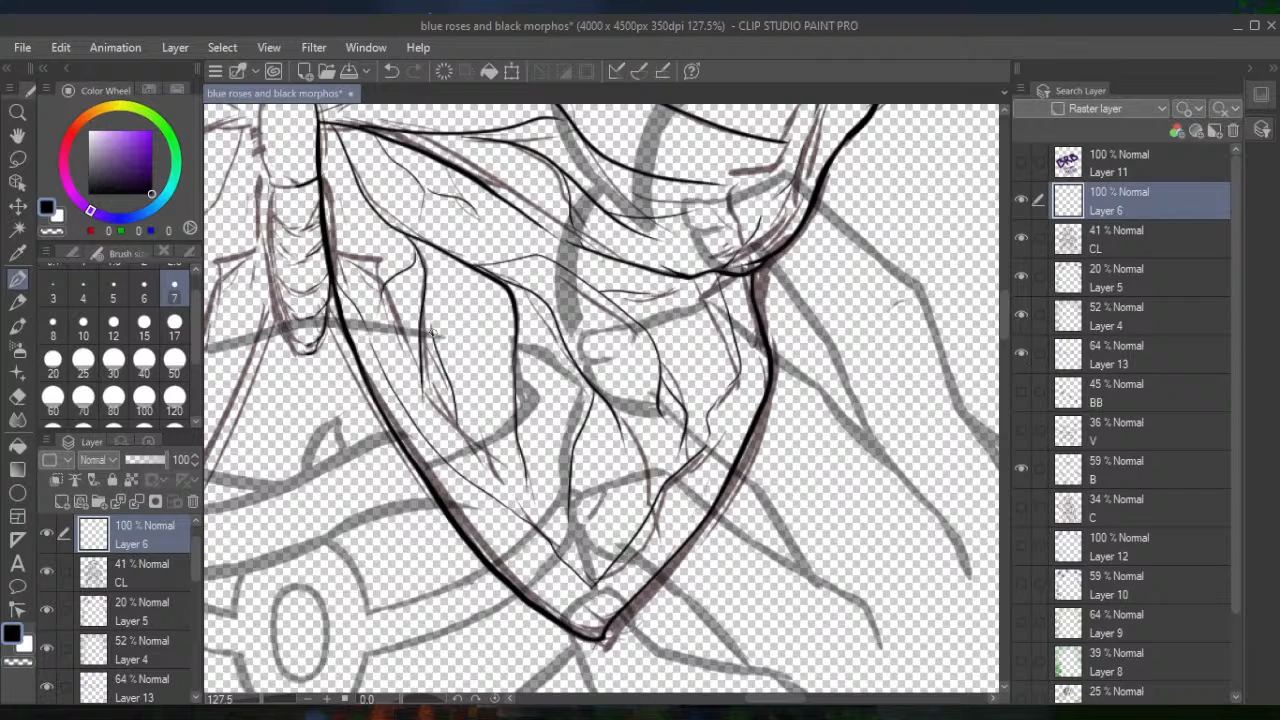 blue roses and black morphos* (4000 x 4500px 350dpi 127.5%) - CLIP STUDIO PAINT PRO
File Edit Animation Layer Select View Filter Window Help
Color Wheel
blue roses and black morphos*
Search Layer
Raster layer
100 % Normal
Layer 11
100 % Normal
Layer 6
41 % Normal
CL
20 % Normal
Layer 5
52 % Normal
Layer 4
64 % Normal
Layer 13
45 % Normal
BB
36 % Normal
V
59 % Normal
B
34 % Normal
C
100 % Normal
Layer 12
59 % Normal
Layer 10
64 % Normal
Layer 9
39 % Normal
Layer 8
25 % Normal
0 0 0
Brush size
3 4 5 6 7
8 10 12 15 17
20 25 30 40 50
60 70 80 100 120
Layer
Normal 100
100 % Normal
Layer 6
41 % Normal
CL
20 % Normal
Layer 5
52 % Normal
Layer 4
64 % Normal
Layer 13
127.5 0.0